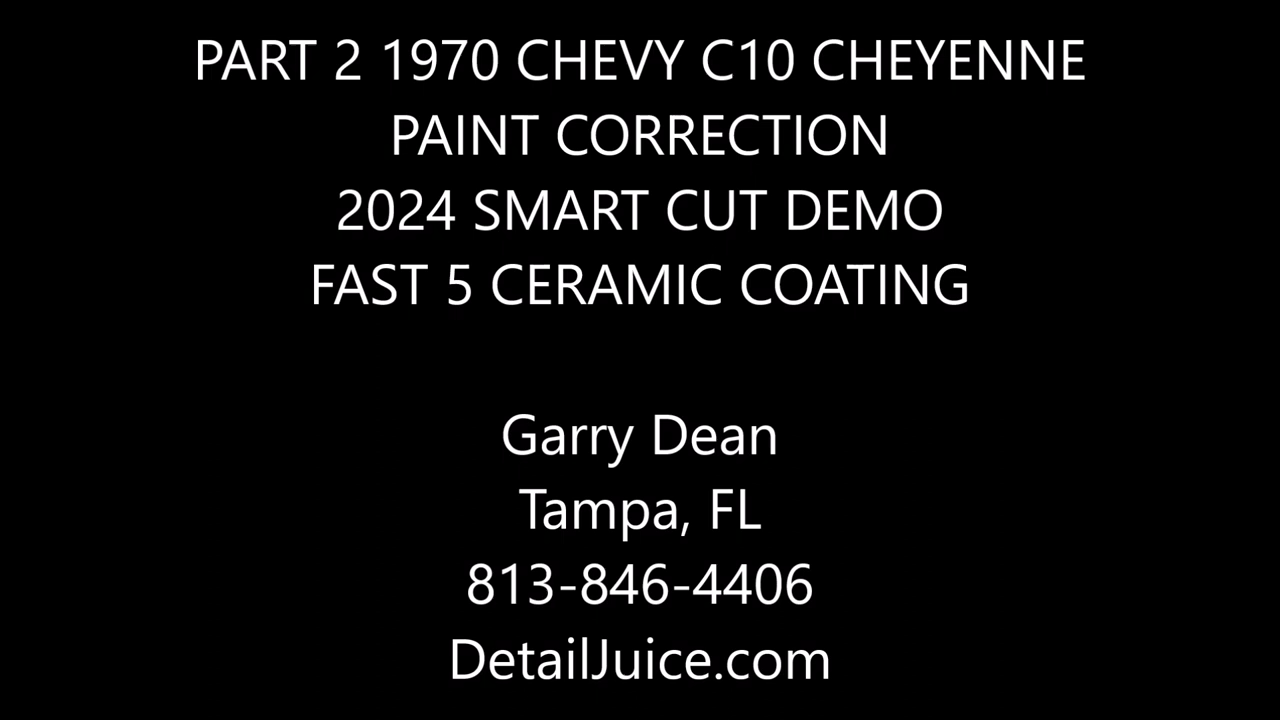 PART 2 1970 CHEVY C10 CHEYENNE
PAINT CORRECTION
2024 SMART CUT DEMO
FAST 5 CERAMIC COATING
Garry Dean
Tampa, FL
813-846-4406
DetailJuice.com